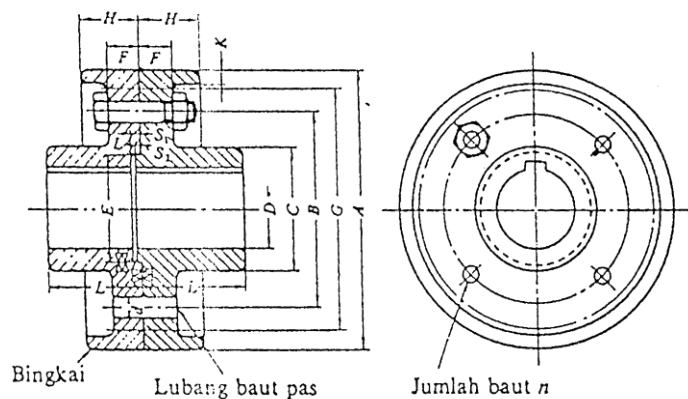 H H
F F K
L S
S
E D C B G A
L L
Bingkai Lubang baut pas Jumlah baut n